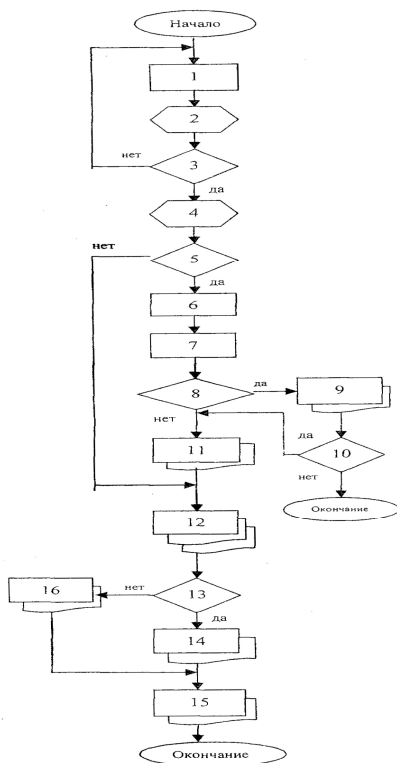 Начало
1
2
нет
3
да
4
нет
5
да
6
7
8
да
9
нет
да
10
11
нет
Окончание
12
16
нет
13
да
14
15
Окончание